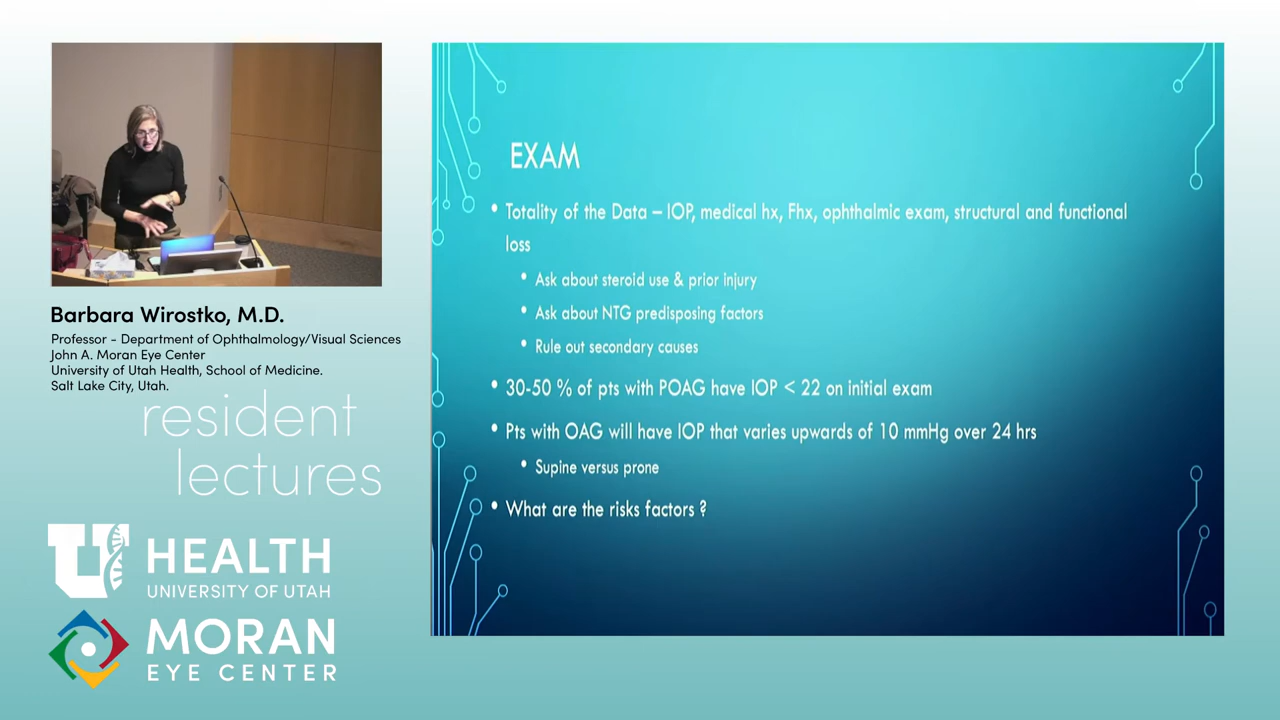 EXAM
• Totality of the Data – IOP, medical hx, Fhx, ophthalmic exam, structural and functional
loss
• Ask about steroid use & prior injury
• Ask about NTG predisposing factors
• Rule out secondary causes
• 30-50 % of pts with POAG have IOP < 22 on initial exam
• Pts with OAG will have IOP that varies upwards of 10 mmHg over 24 hrs
• Supine versus prone
• What are the risks factors ?
Barbara Wirostko, M.D.
Professor - Department of Ophthalmology/Visual Sciences
John A. Moran Eye Center
University of Utah Health, School of Medicine.
Salt Lake City, Utah.
resident
lectures
U HEALTH
UNIVERSITY OF UTAH
MORAN
EYE CENTER